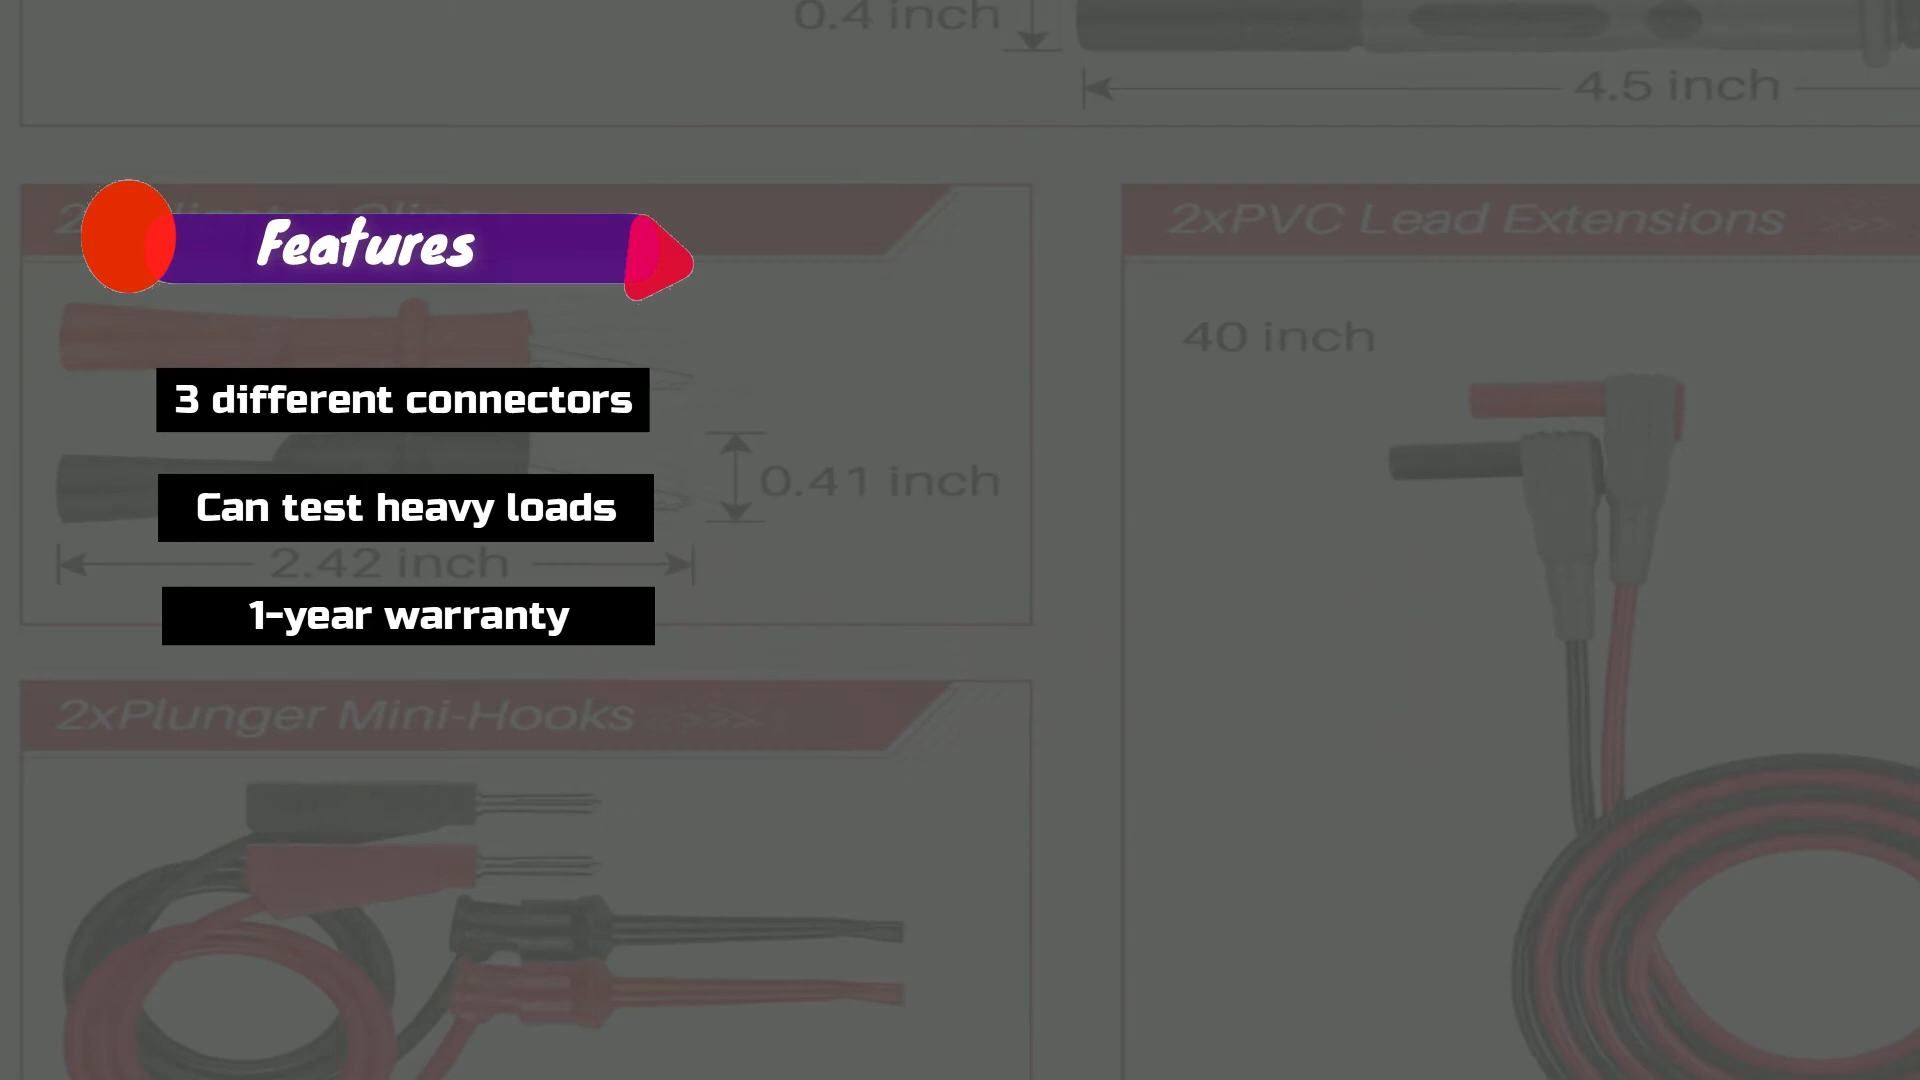 0.4 inch
4.5 inch
Features
2xPVC Lead Extensions
40 inch
3 different connectors
0.41 inch
Can test heavy loads
2.42 inch
1-year warranty
2xPlunger Mini-Hooks